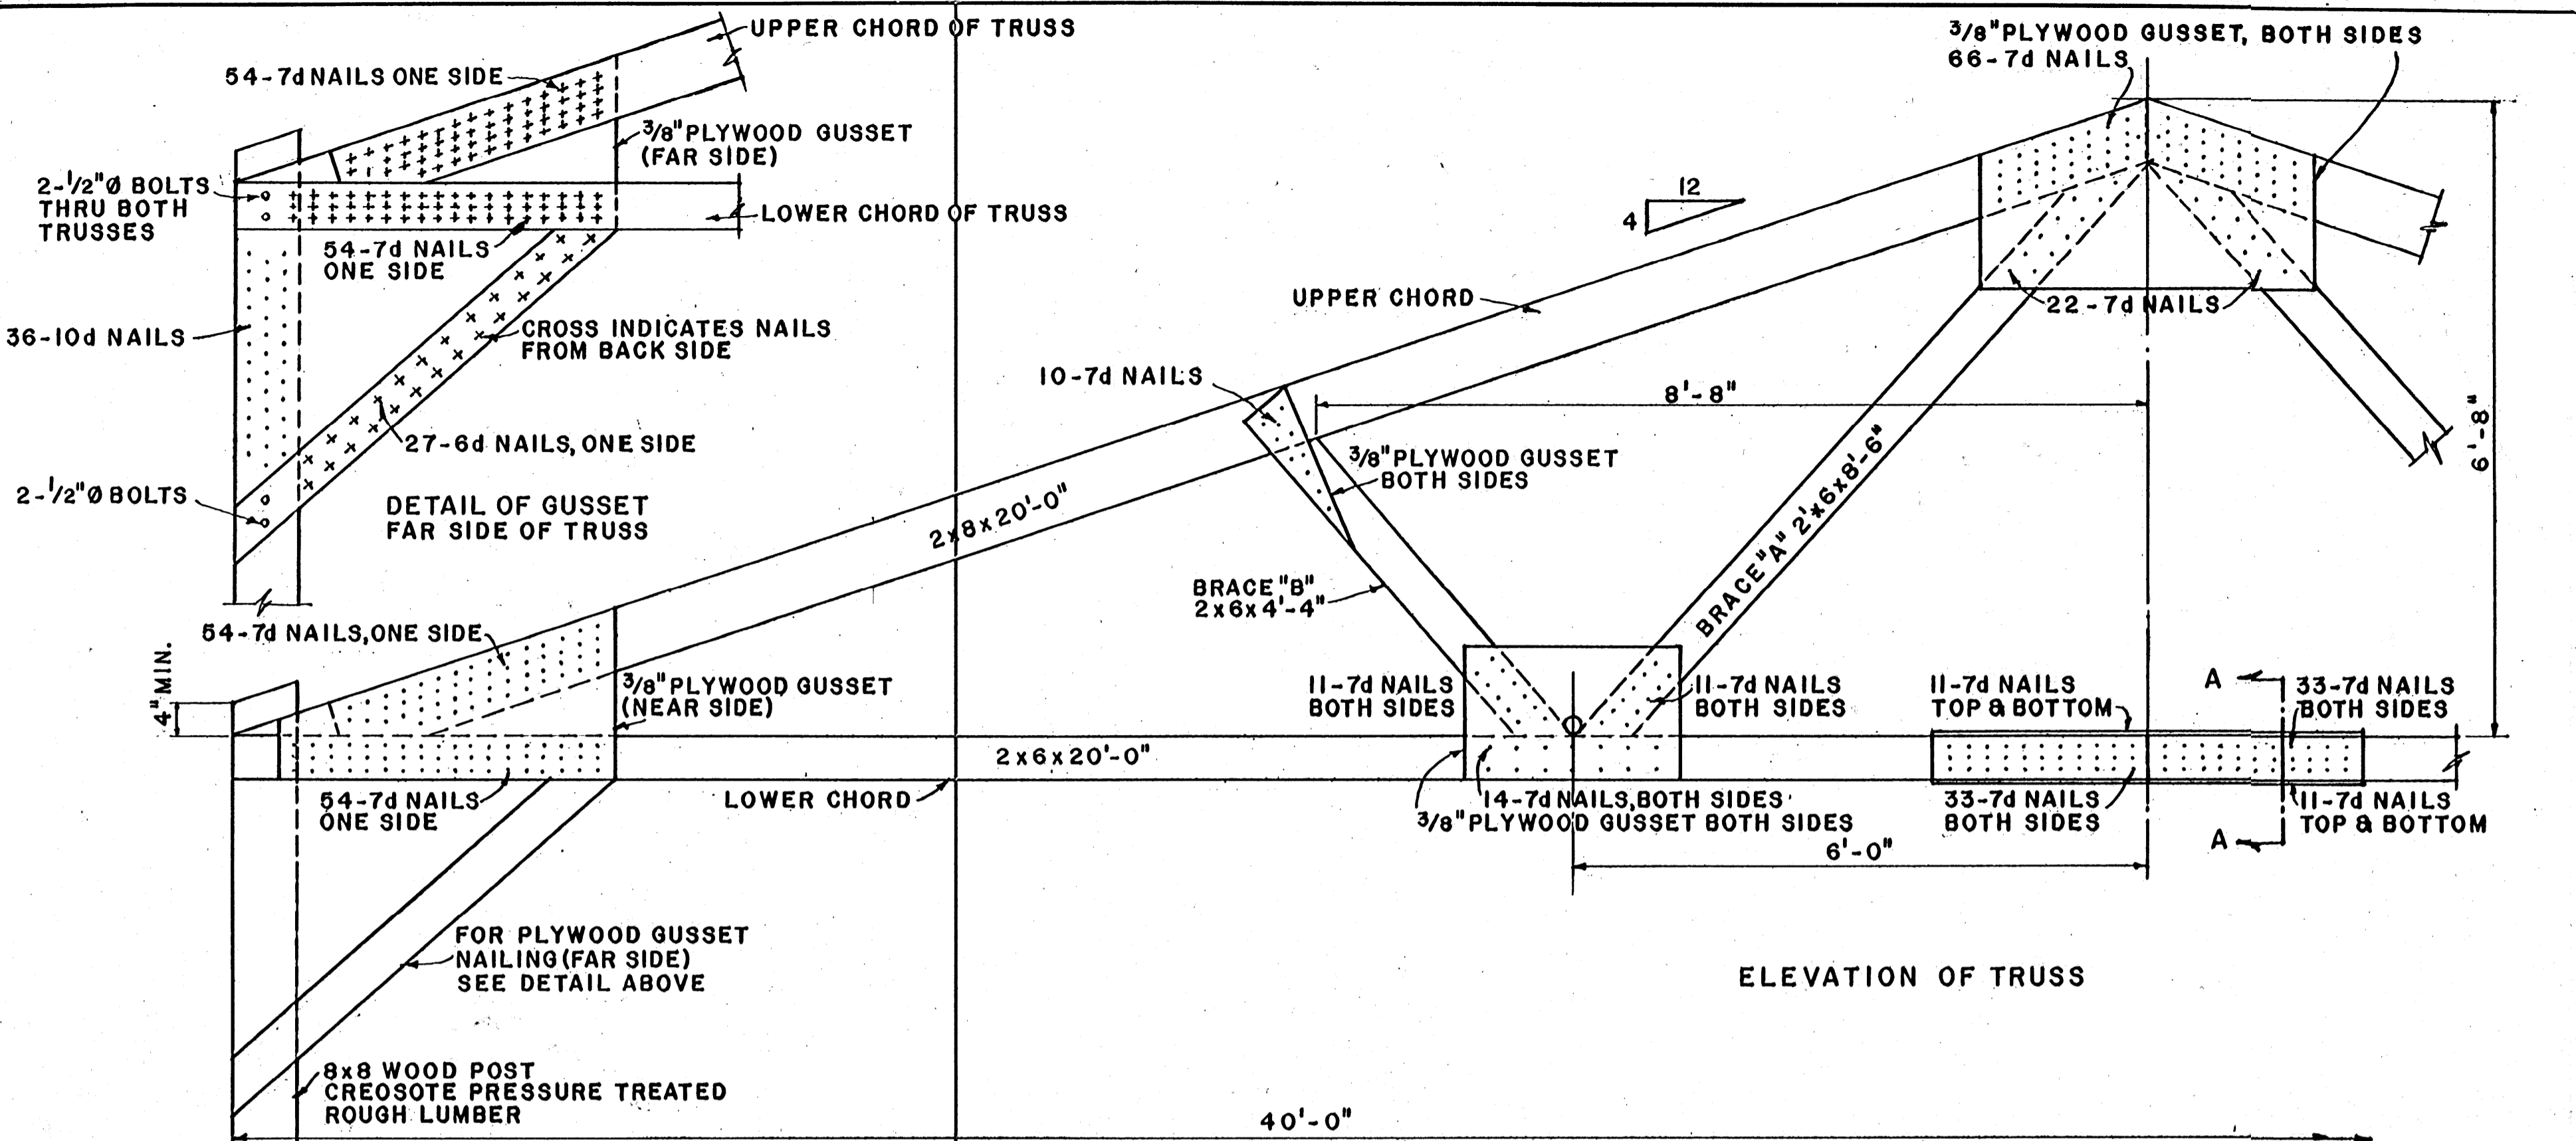 UPPER CHORD OF TRUSS
54-7d NAILS ONE SIDE
3/8" PLYWOOD GUSSET
(FAR SIDE)
2-1/2"Ø BOLTS
THRU BOTH
TRUSSES
LOWER CHORD OF TRUSS
54-7d NAILS
ONE SIDE
36-10d NAILS
CROSS INDICATES NAILS
FROM BACK SIDE
27-6d NAILS, ONE SIDE
2-1/2"Ø BOLTS
DETAIL OF GUSSET
FAR SIDE OF TRUSS
3/8" PLYWOOD GUSSET, BOTH SIDES
66-7d NAILS
12
4
UPPER CHORD
22-7d NAILS
10-7d NAILS
8'-8"
6'-8"
3/8" PLYWOOD GUSSET
BOTH SIDES
2x8x20'-0"
BRACE "A" 2'x6x8'-6"
BRACE "B"
2x6x4'-4"
54-7d NAILS, ONE SIDE
4" MIN.
3/8" PLYWOOD GUSSET
(NEAR SIDE)
11-7d NAILS
BOTH SIDES
11-7d NAILS
BOTH SIDES
11-7d NAILS
TOP & BOTTOM
A
33-7d NAILS
BOTH SIDES
2x6x20'-0"
54-7d NAILS
ONE SIDE
LOWER CHORD
14-7d NAILS, BOTH SIDES
3/8" PLYWOOD GUSSET BOTH SIDES
33-7d NAILS
BOTH SIDES
11-7d NAILS
TOP & BOTTOM
A
6'-0"
FOR PLYWOOD GUSSET
NAILING (FAR SIDE)
SEE DETAIL ABOVE
ELEVATION OF TRUSS
8x8 WOOD POST
CREOSOTE PRESSURE TREATED
ROUGH LUMBER
40'-0"